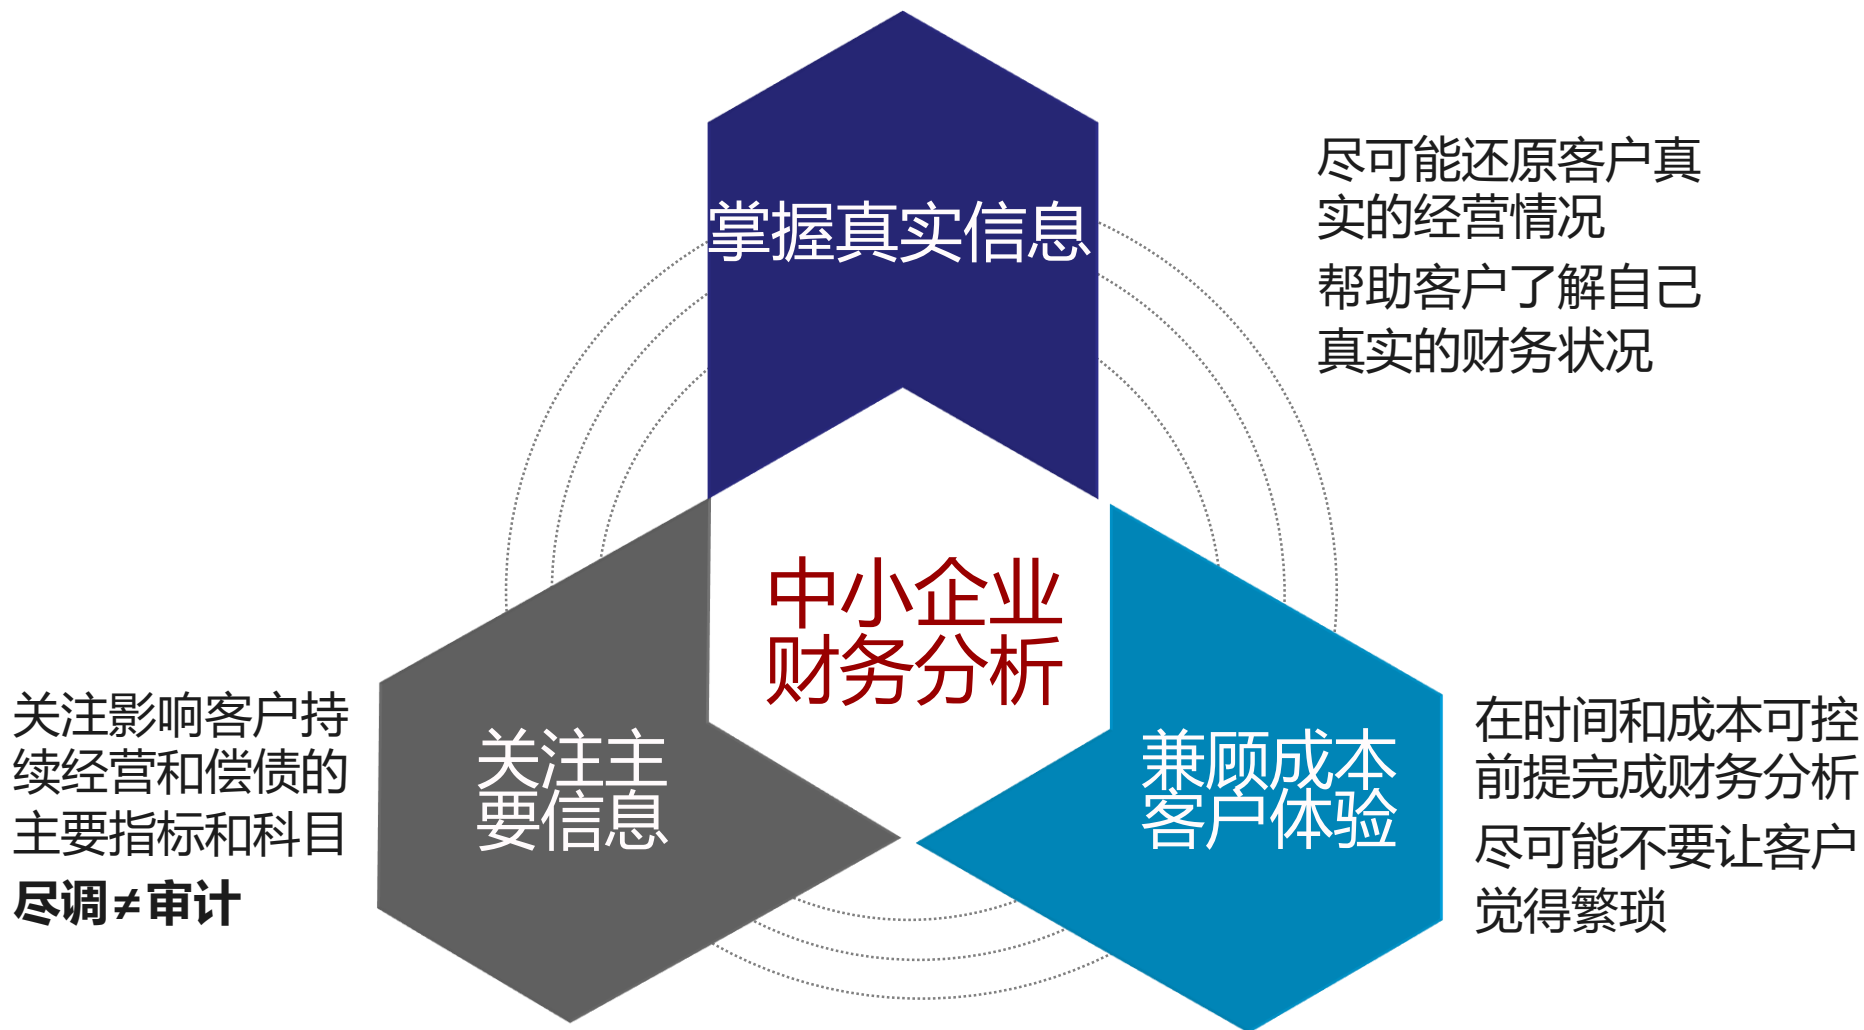 掌握真实信息
尽可能还原客户真
实的经营情况
帮助客户了解自己
真实的财务状况
中小企业
财务分析
关注影响客户持
续经营和偿债的
主要指标和科目
尽调≠审计
关注主
要信息
兼顾成本
客户体验
在时间和成本可控
前提完成财务分析
尽可能不要让客户
觉得繁琐